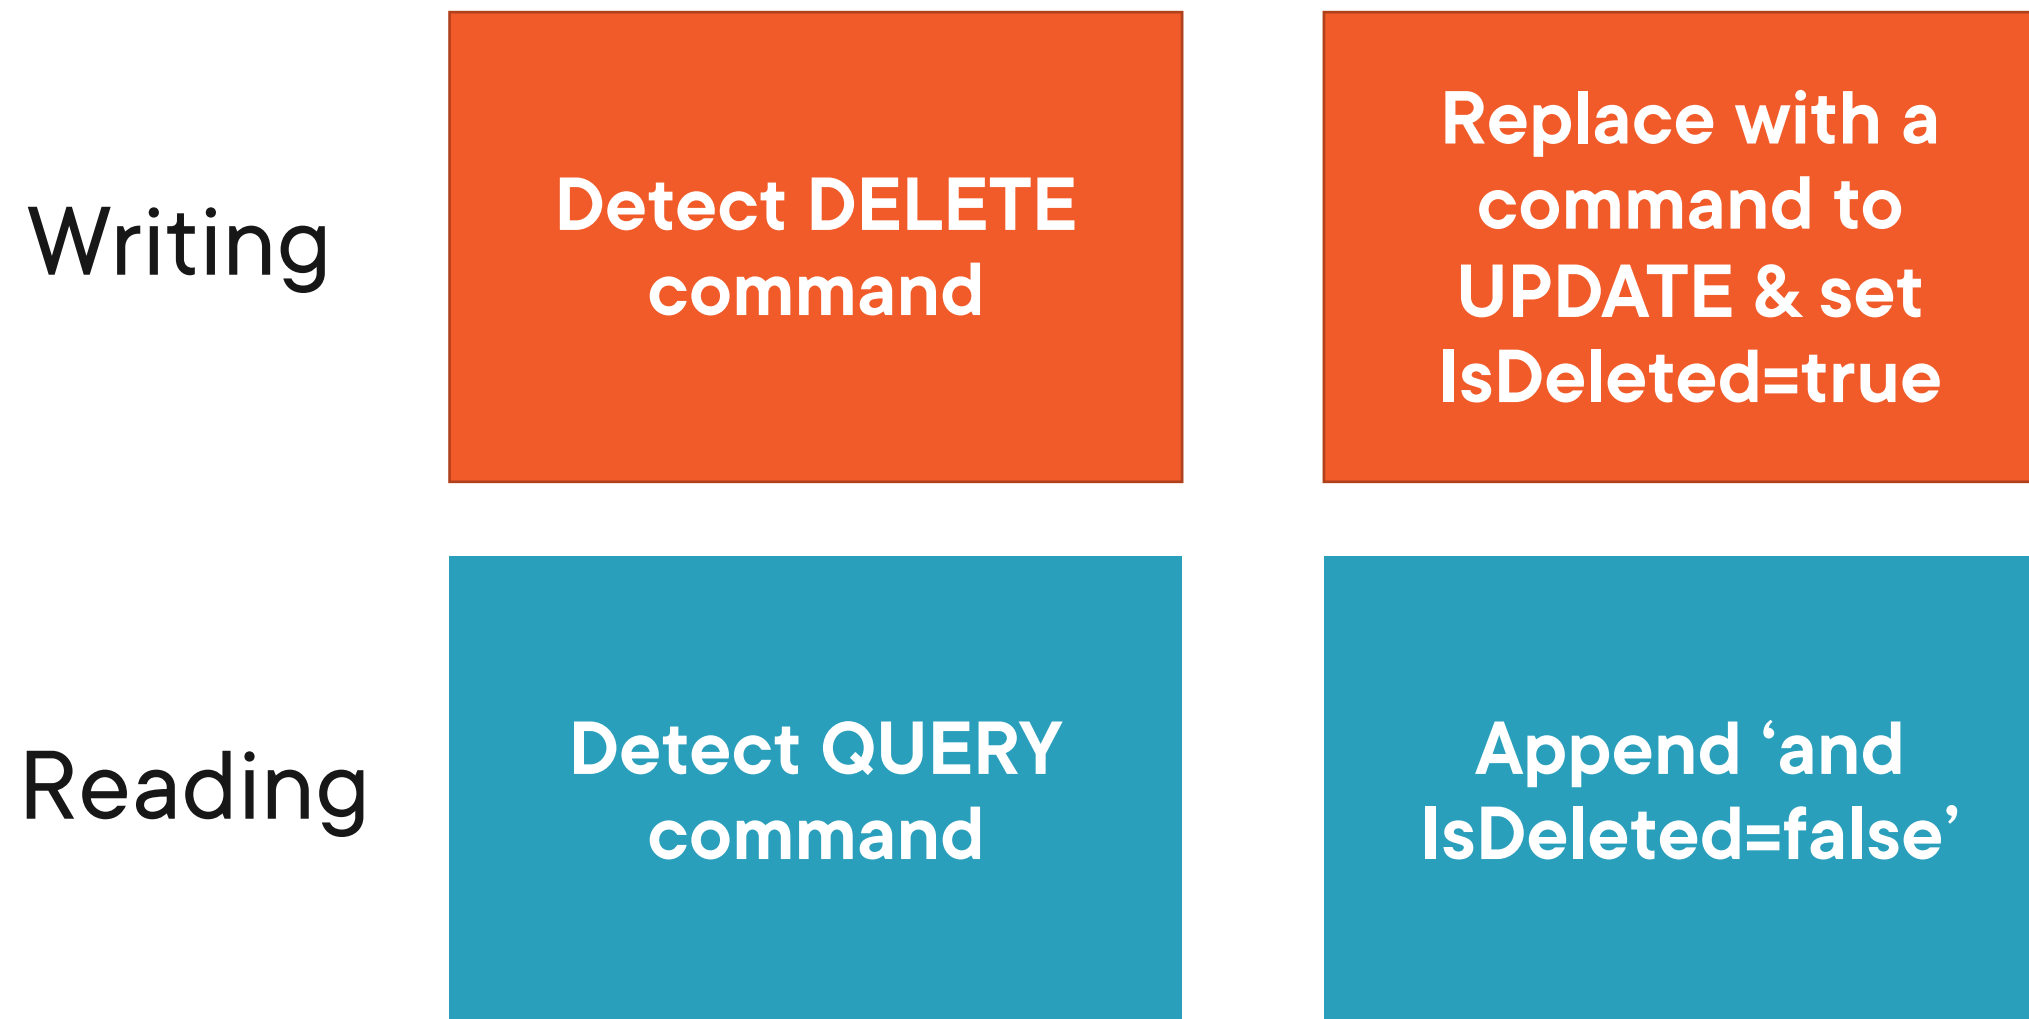 Writing
Detect DELETE
command
Replace with a
command to
UPDATE & set
IsDeleted=true
Reading
Detect QUERY
command
Append ‘and
IsDeleted=false’